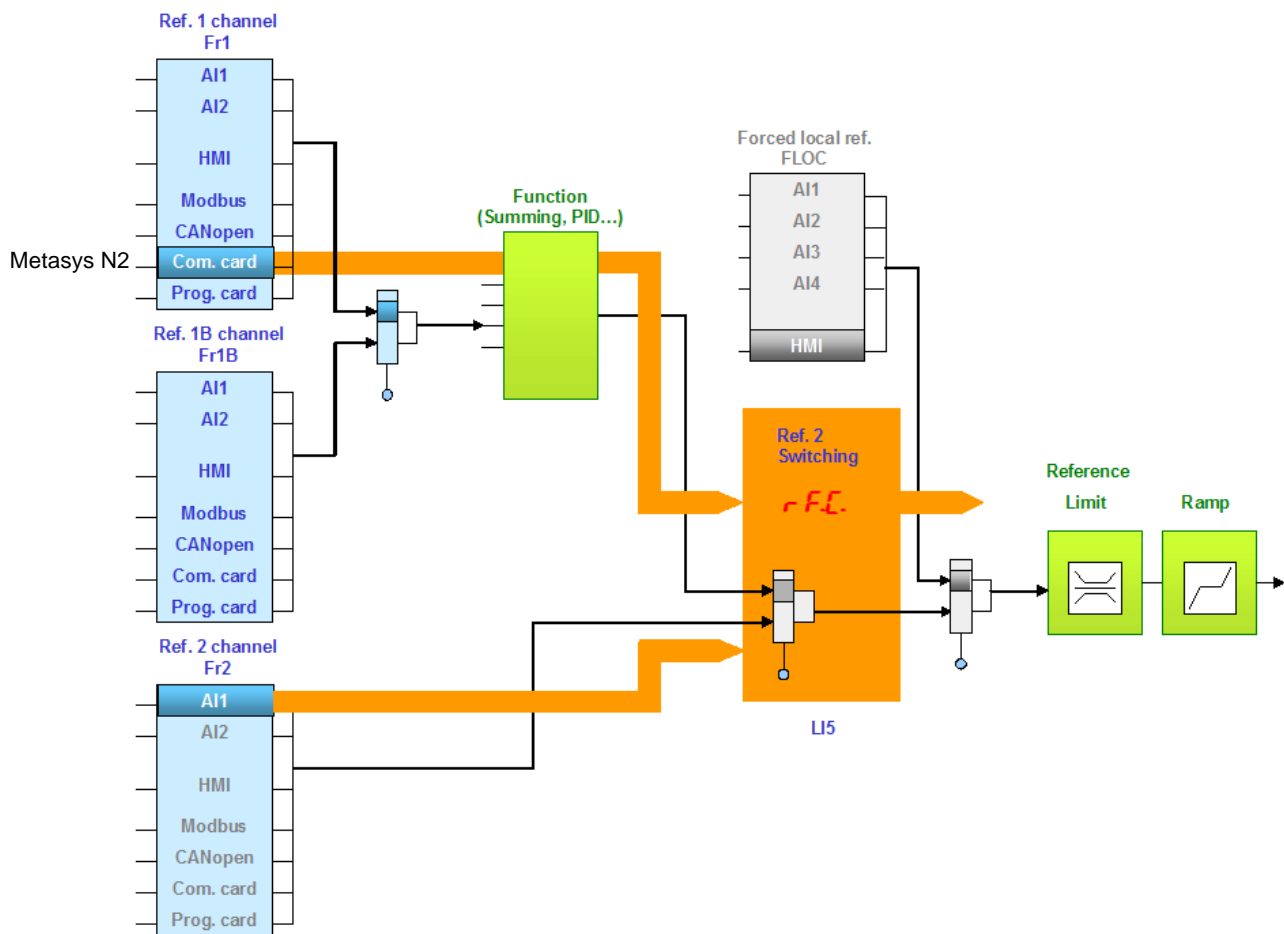 Ref. 1 channel
Fr1
AI1
AI2
HMI
Modbus
CANopen
Metasys N2
Com. card
Prog. card
Ref. 1B channel
Fr1B
AI1
AI2
HMI
Modbus
CANopen
Com. card
Prog. card
Ref. 2 channel
Fr2
AI1
AI2
HMI
Modbus
CANopen
Com. card
Prog. card
Function
(Summing, PID...)
Forced local ref.
FLOC
AI1
AI2
AI3
AI4
HMI
Ref. 2
Switching
rF.C.
LI5
Reference
Limit
Ramp